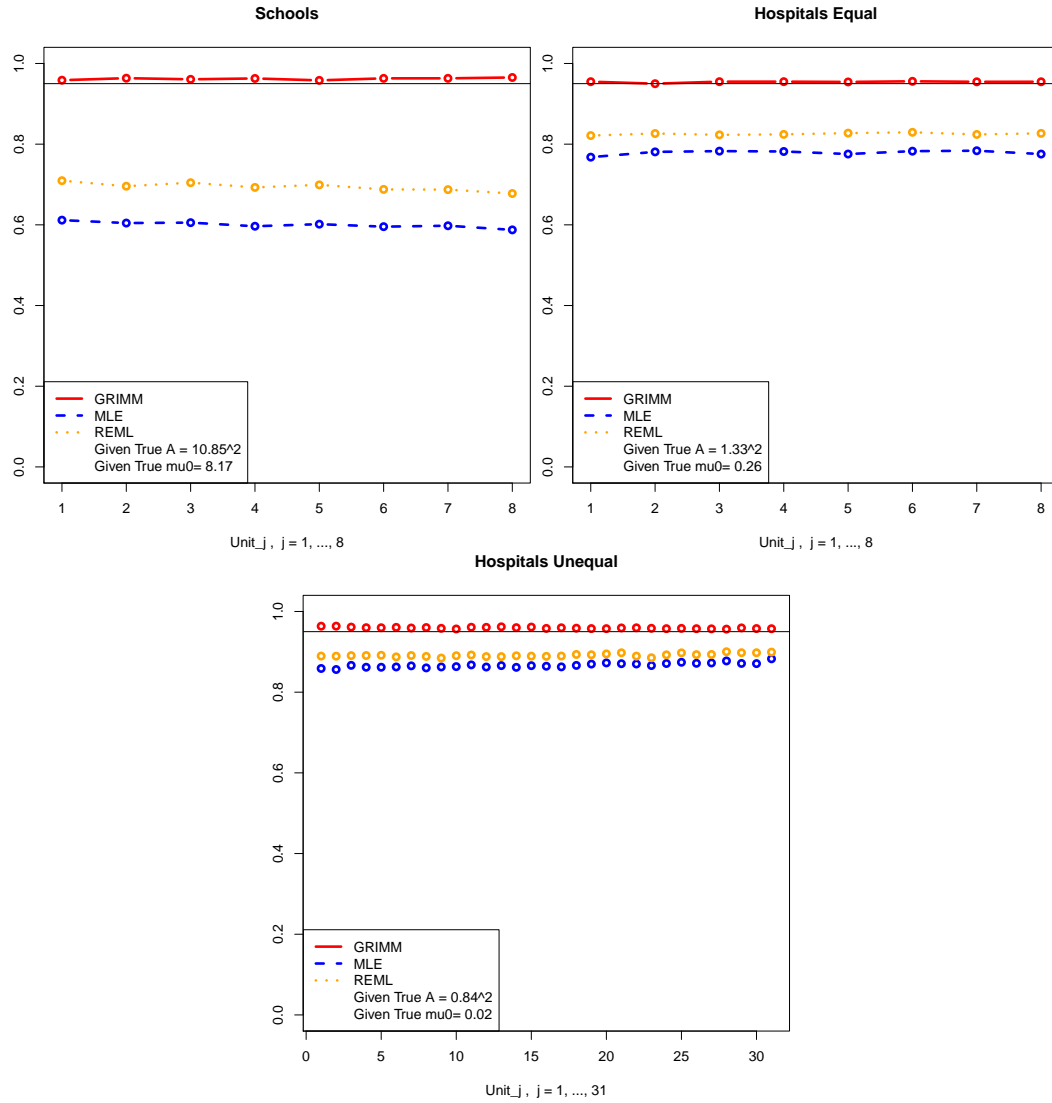 Schools
1.0
0.8
0.6
0.4
0.2
0.0
GRIMM
MLE
REML
Given True A = 10.85^2
Given True mu0= 8.17
1 2 3 4 5 6 7 8
Unit_j , j = 1, ..., 8
Hospitals Equal
1.0
0.8
0.6
0.4
0.2
0.0
GRIMM
MLE
REML
Given True A = 1.33^2
Given True mu0= 0.26
1 2 3 4 5 6 7 8
Unit_j , j = 1, ..., 8
Hospitals Unequal
1.0
0.8
0.6
0.4
0.2
0.0
GRIMM
MLE
REML
Given True A = 0.84^2
Given True mu0= 0.02
0 5 10 15 20 25 30
Unit_j , j = 1, ..., 31